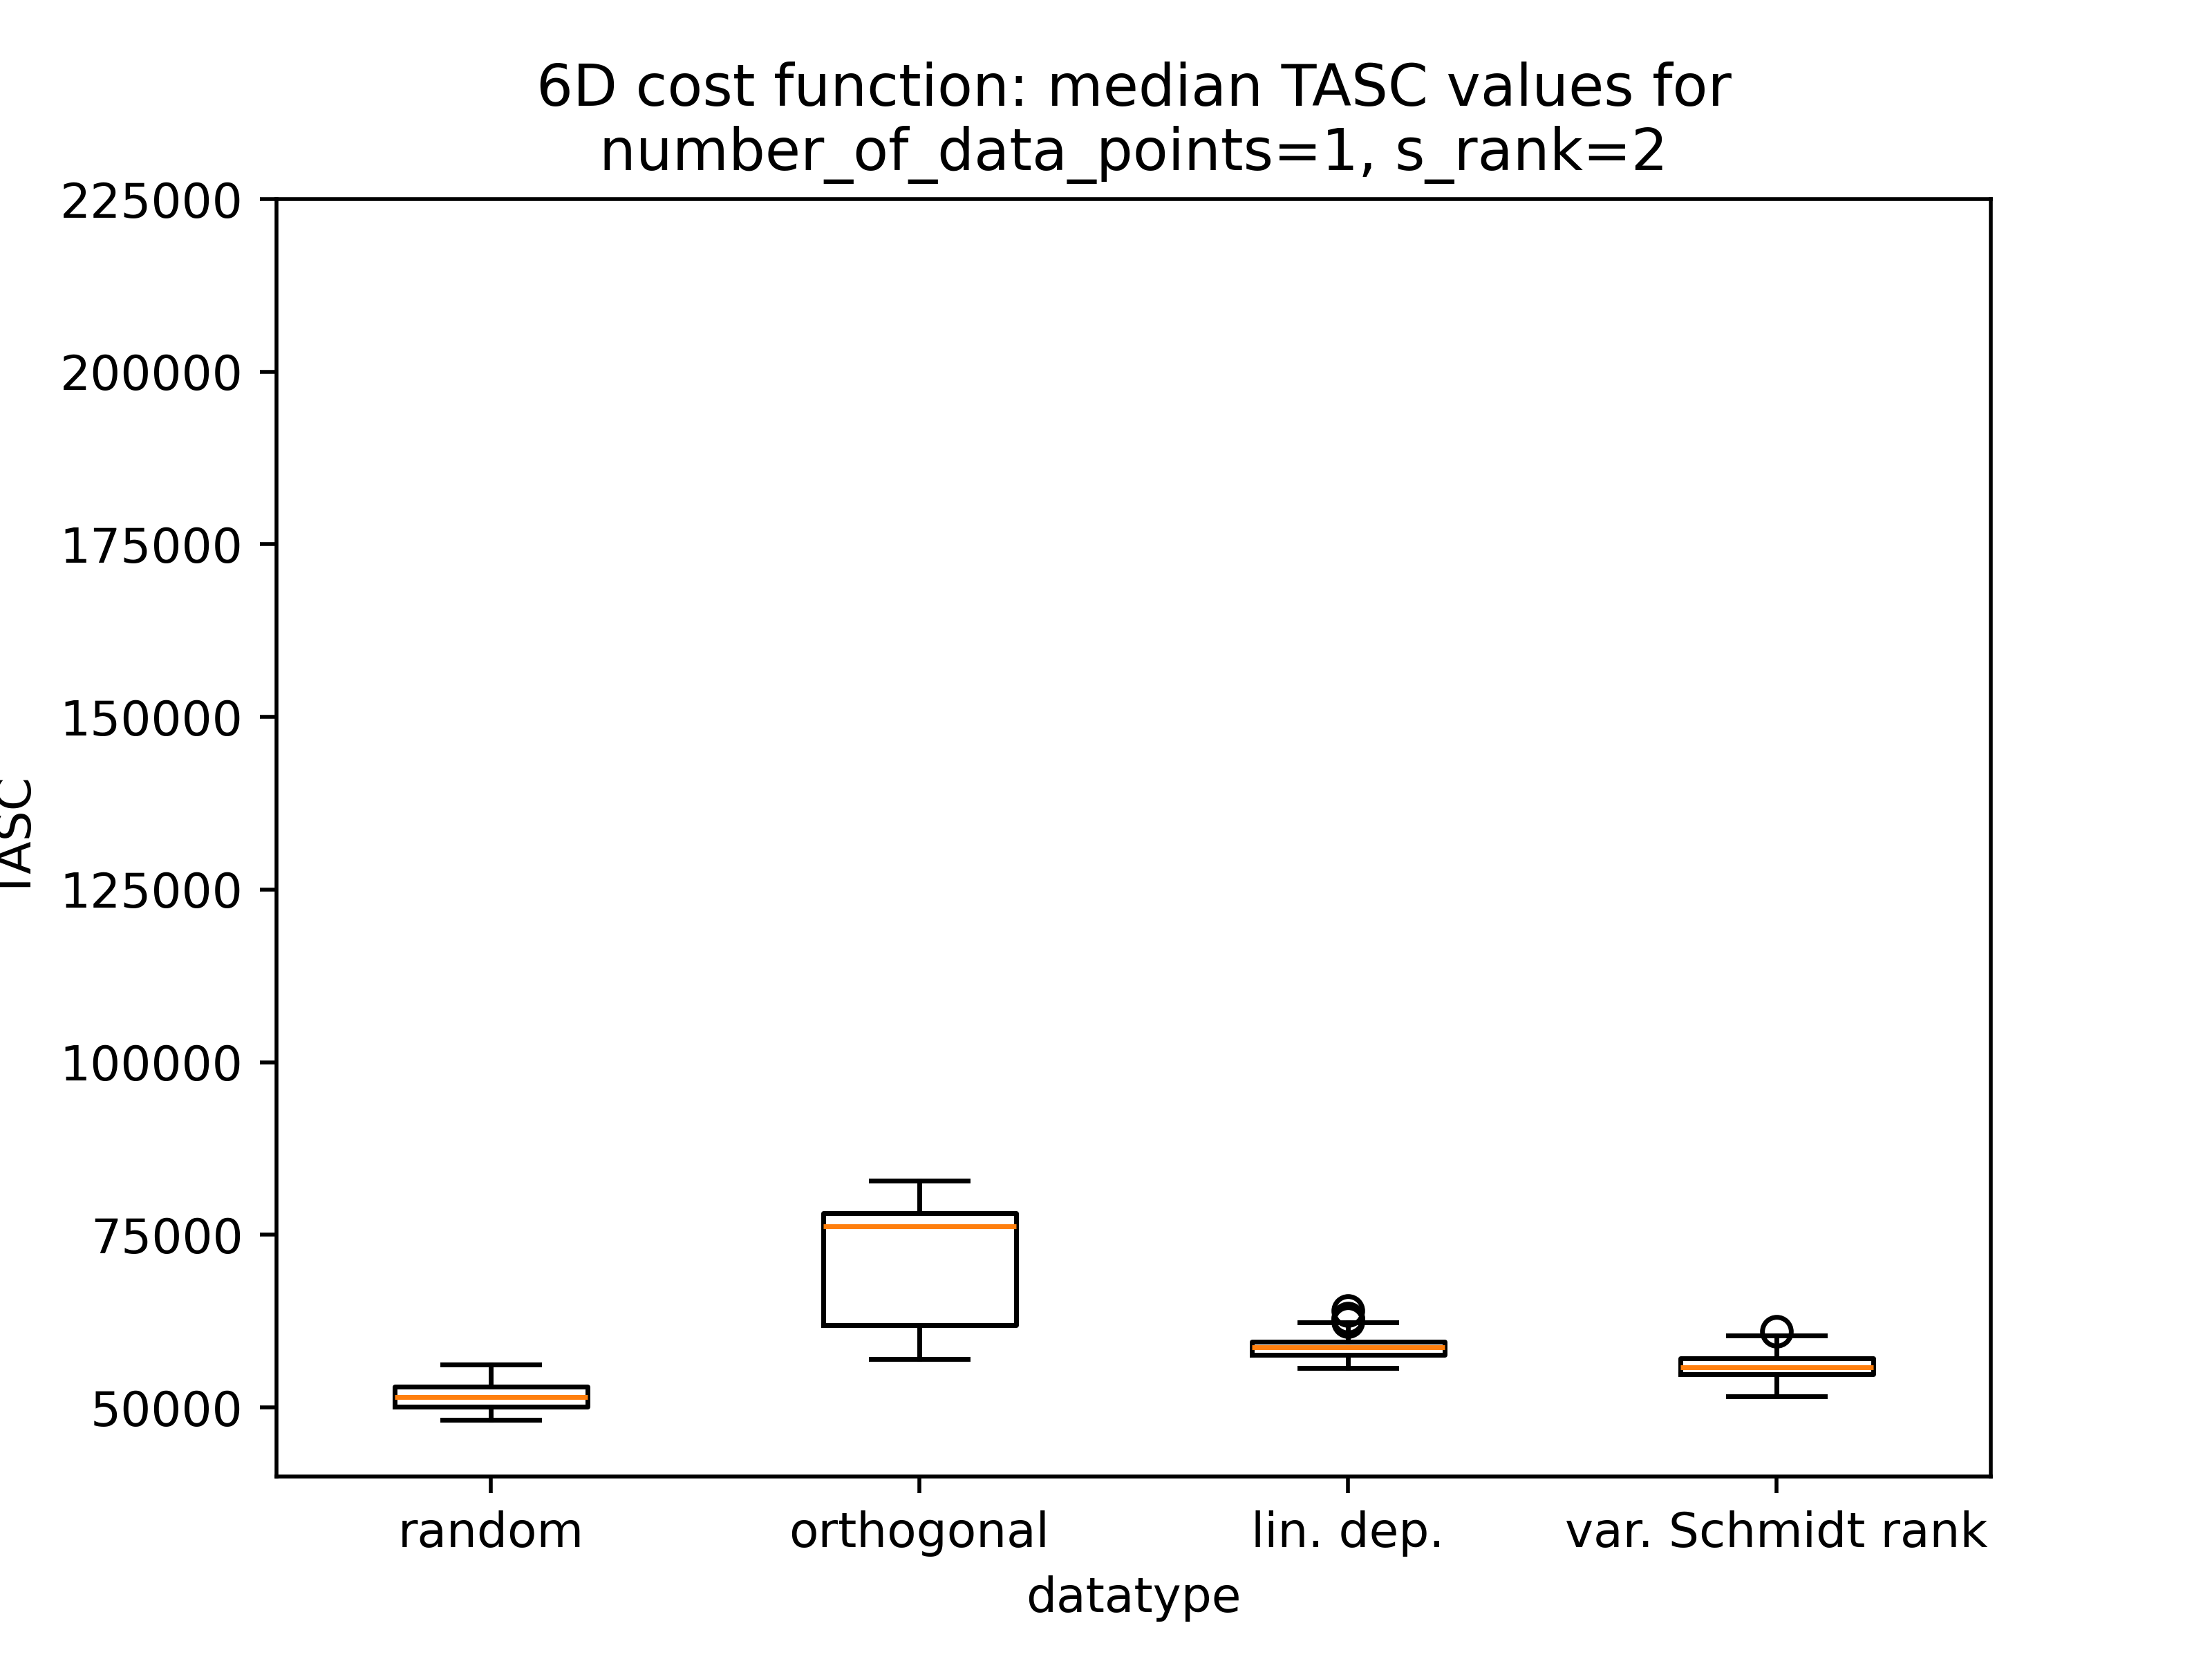 6D cost function: median TASC values for
number_of_data_points=1, s_rank=2
225000
200000
175000
150000
125000
100000
75000
50000
TASC
random
orthogonal
lin. dep.
var. Schmidt rank
datatype